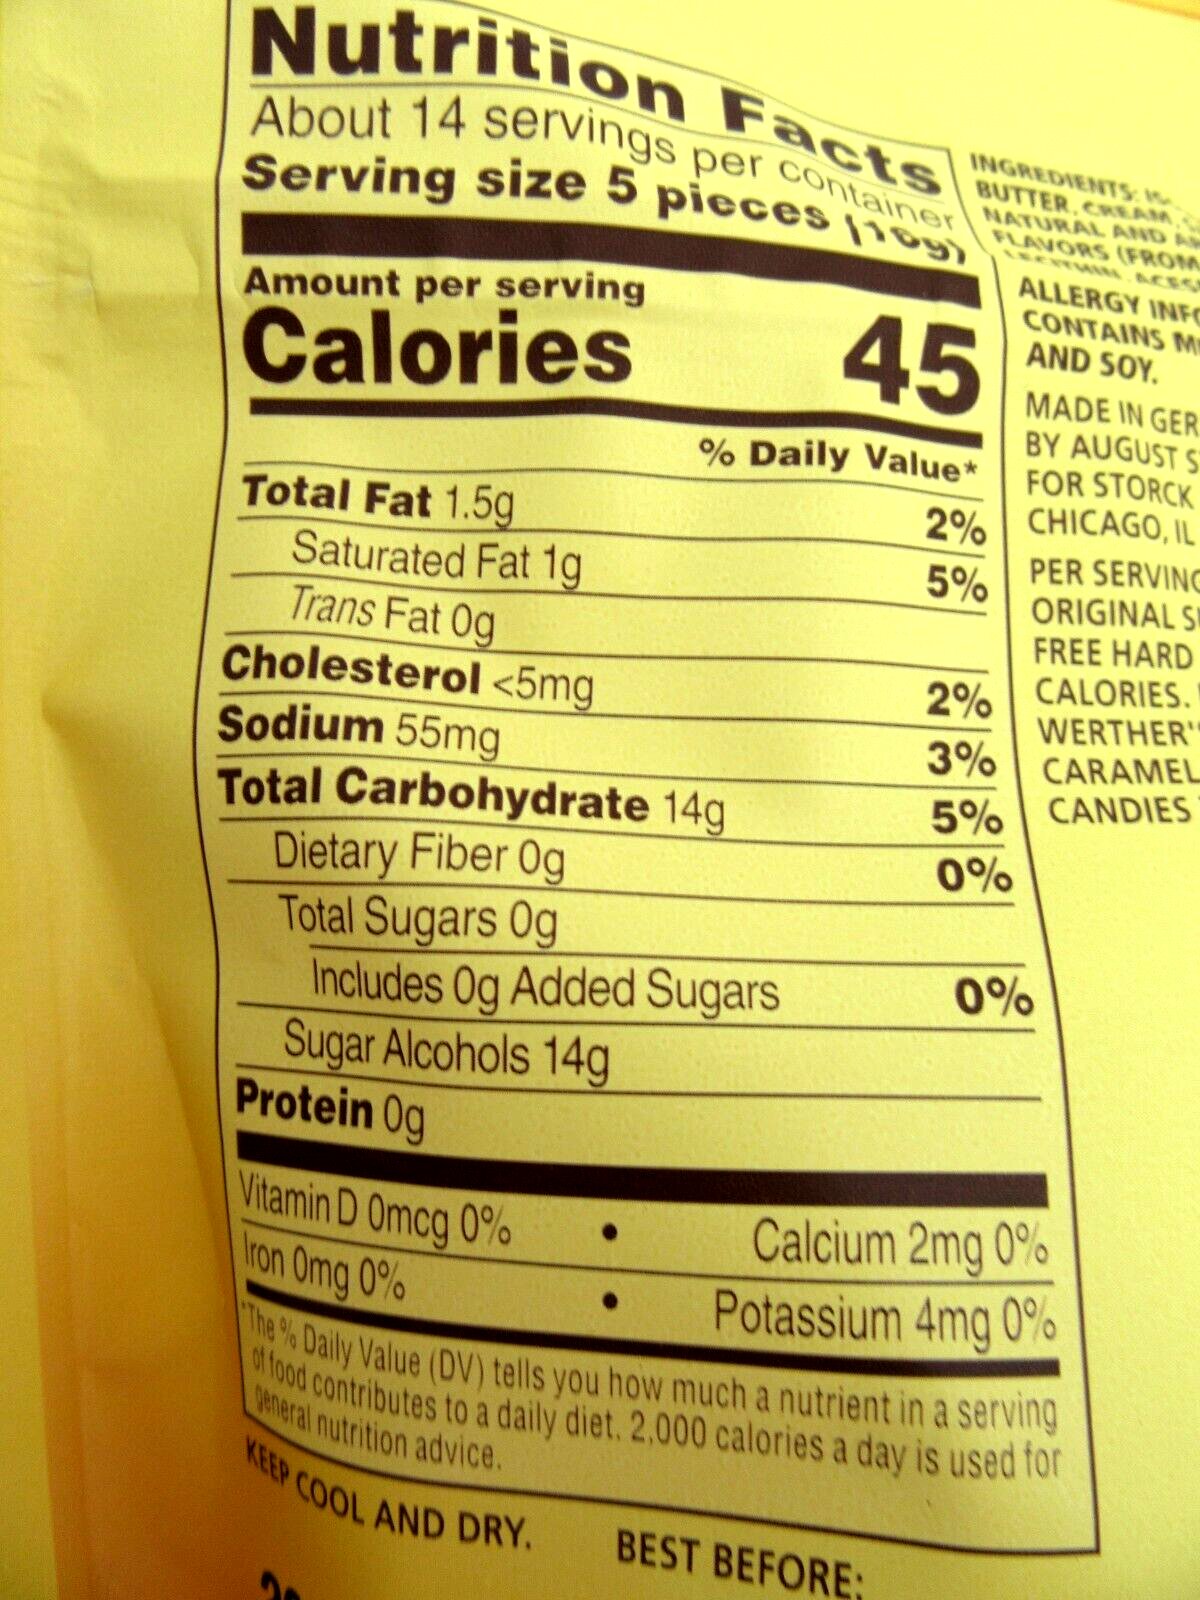 Nutrition Facts
About 14 servings per container
Serving size 5 pieces (16g)
Amount per serving
Calories 45
% Daily Value*
Total Fat 1.5g 2%
Saturated Fat 1g 5%
Trans Fat 0g
Cholesterol <5mg 2%
Sodium 55mg 3%
Total Carbohydrate 14g 5%
Dietary Fiber 0g 0%
Total Sugars 0g
Includes 0g Added Sugars 0%
Sugar Alcohols 14g
Protein 0g
Vitamin D 0mcg 0% • Calcium 2mg 0%
Iron 0mg 0% • Potassium 4mg 0%
*The % Daily Value (DV) tells you how much a nutrient in a serving
of food contributes to a daily diet. 2,000 calories a day is used for
general nutrition advice.
KEEP COOL AND DRY. BEST BEFORE:
INGREDIENTS:
BUTTER, CREAM,
NATURAL AND
FLAVORS (FROM
LECITHIN,
ALLERGY
CONTAINS
AND SOY.
MADE IN
BY AUGUST
FOR STORCK
CHICAGO, IL
PER SERVING
ORIGINAL
FREE HARD
CALORIES.
WERTHER'
CARAMEL
CANDIES